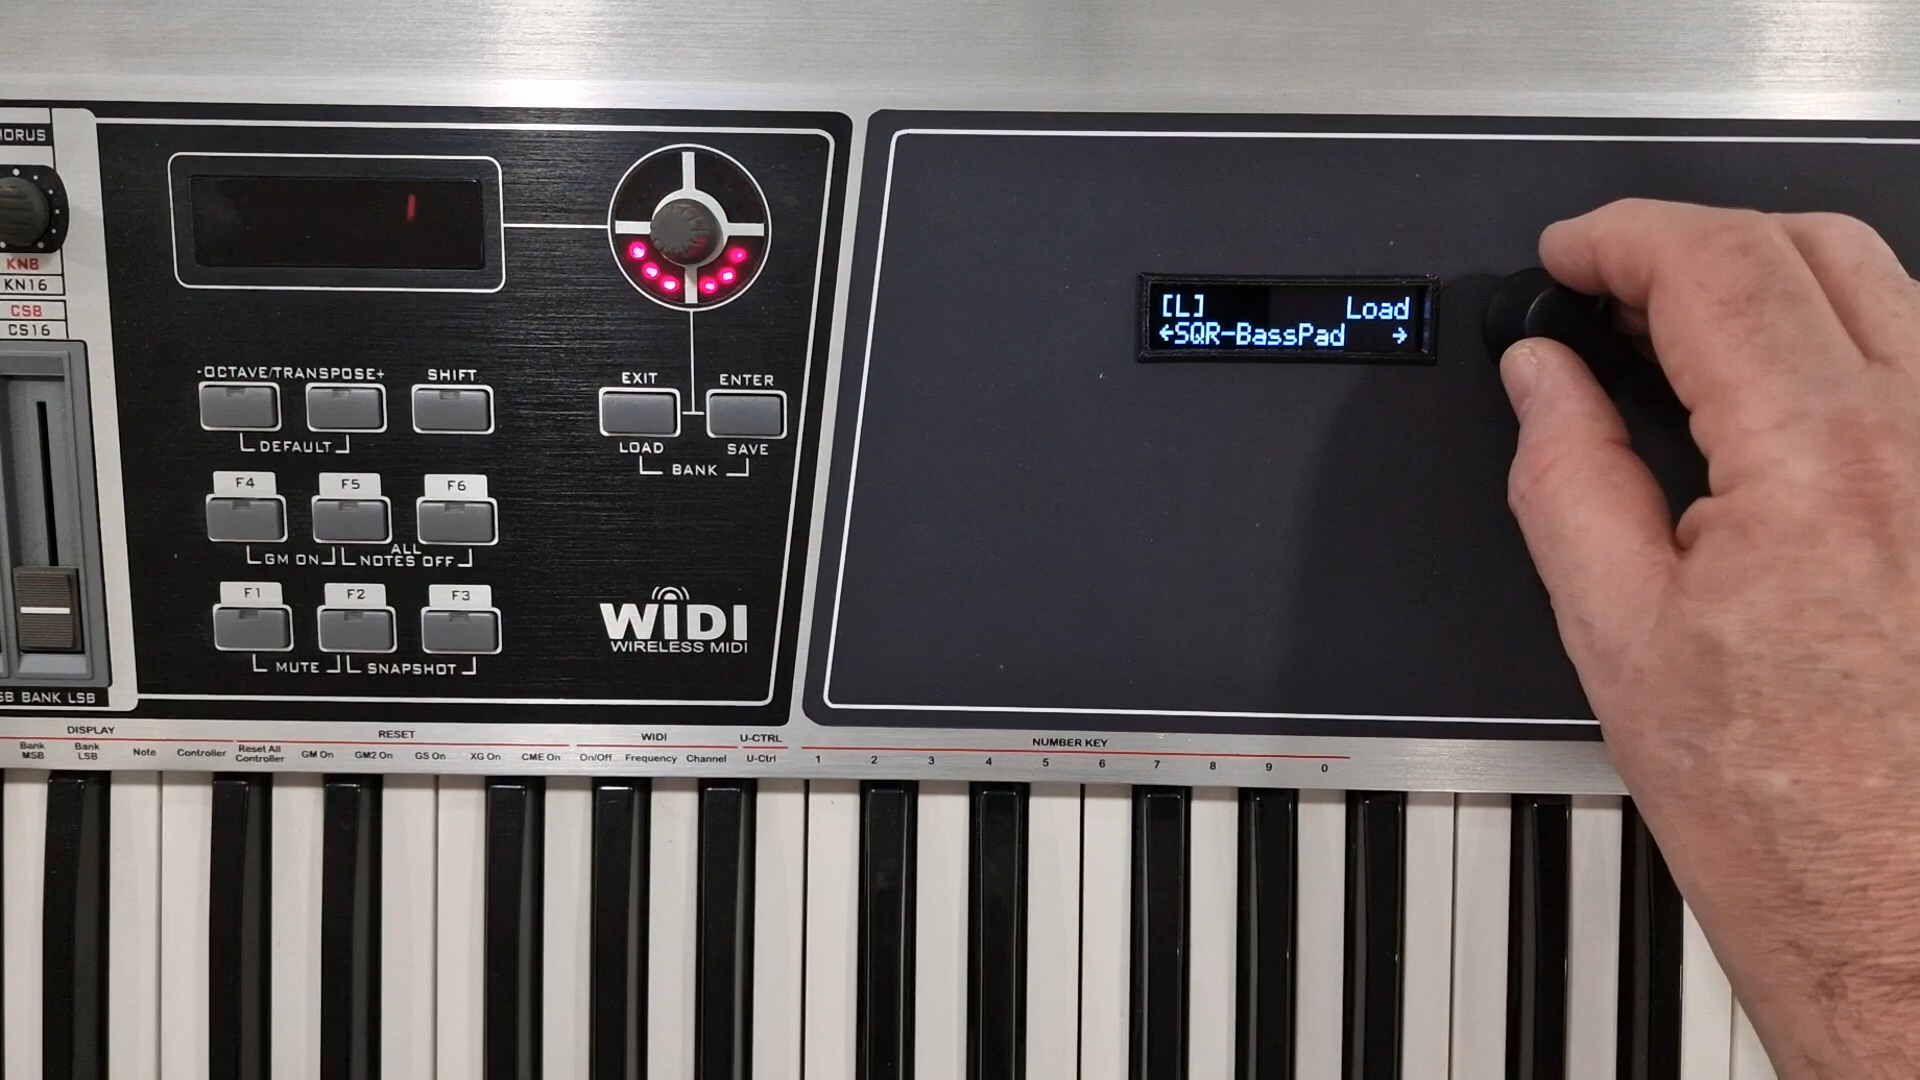 HORUS
KN8
KN16
CS8
CS16
SB BANK LSB
-OCTAVE/TRANSPOSE+
SHIFT
DEFAULT
F4
F5
F6
GM ON
ALL
NOTES OFF
F1
F2
F3
MUTE
SNAPSHOT
EXIT
ENTER
LOAD
SAVE
BANK
WIDI
WIRELESS MIDI
[L] Load
←SQR-BassPad →
DISPLAY
Bank MSB
Bank LSB
Note
Controller
RESET
Reset All Controller
GM On
GM2 On
GS On
XG On
CME On
WIDI
On/Off
Frequency
Channel
U-CTRL
U-Ctrl
NUMBER KEY
1 2 3 4 5 6 7 8 9 0